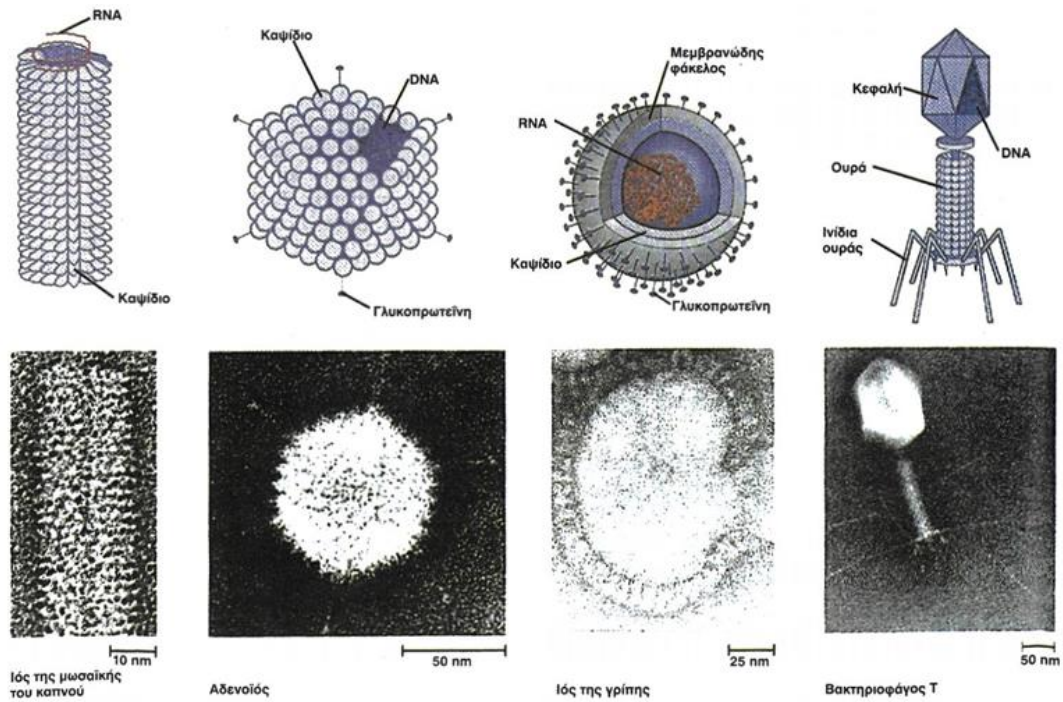 RNA
Καψίδιο
Καψίδιο
DNA
Γλυκοπρωτεΐνη
Μεμβρανώδης
φάκελος
RNA
Καψίδιο
Γλυκοπρωτεΐνη
Κεφαλή
DNA
Ουρά
Ινίδια
ουράς
10 nm
50 nm
25 nm
50 nm
Ιός της μωσαϊκής
του καπνού
Αδενοϊός
Ιός της γρίπης
Βακτηριοφάγος Τ